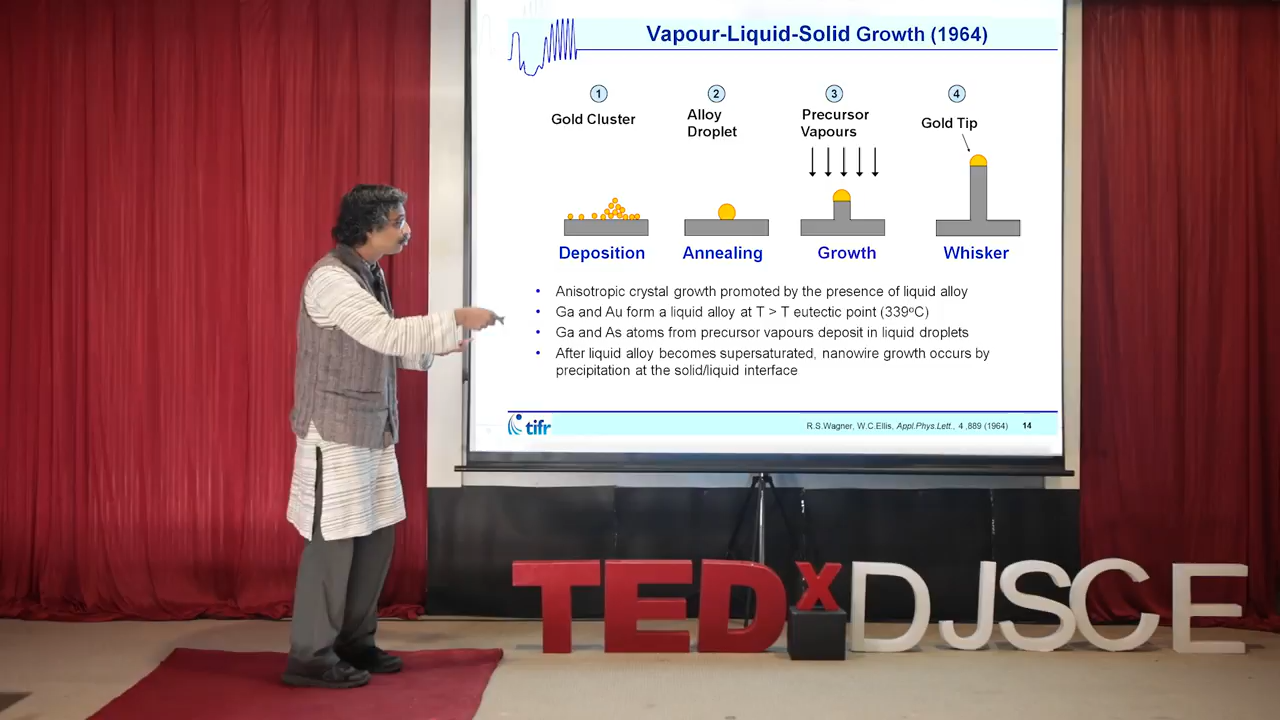 Vapour-Liquid-Solid Growth (1964)
1
2
3
4
Gold Cluster
Alloy
Droplet
Precursor
Vapours
Gold Tip
Deposition
Annealing
Growth
Whisker
• Anisotropic crystal growth promoted by the presence of liquid alloy
• Ga and Au form a liquid alloy at T > T eutectic point (339ºC)
• Ga and As atoms from precursor vapours deposit in liquid droplets
• After liquid alloy becomes supersaturated, nanowire growth occurs by
precipitation at the solid/liquid interface
tifr
R.S.Wagner, W.C.Ellis, Appl.Phys.Lett., 4 ,889 (1964) 14
TEDxDJSCE